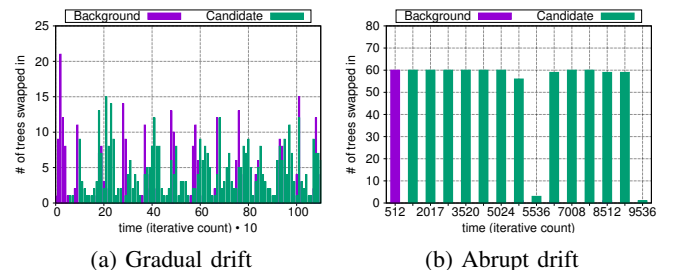 Background Candidate
# of trees swapped in
25
20
15
10
5
0
0 20 40 60 80 100
time (iterative count) • 10
(a) Gradual drift
Background Candidate
# of trees swapped in
80
70
60
50
40
30
20
10
0
512 2017 3520 5024 5536 7008 8512 9536
time (iterative count)
(b) Abrupt drift